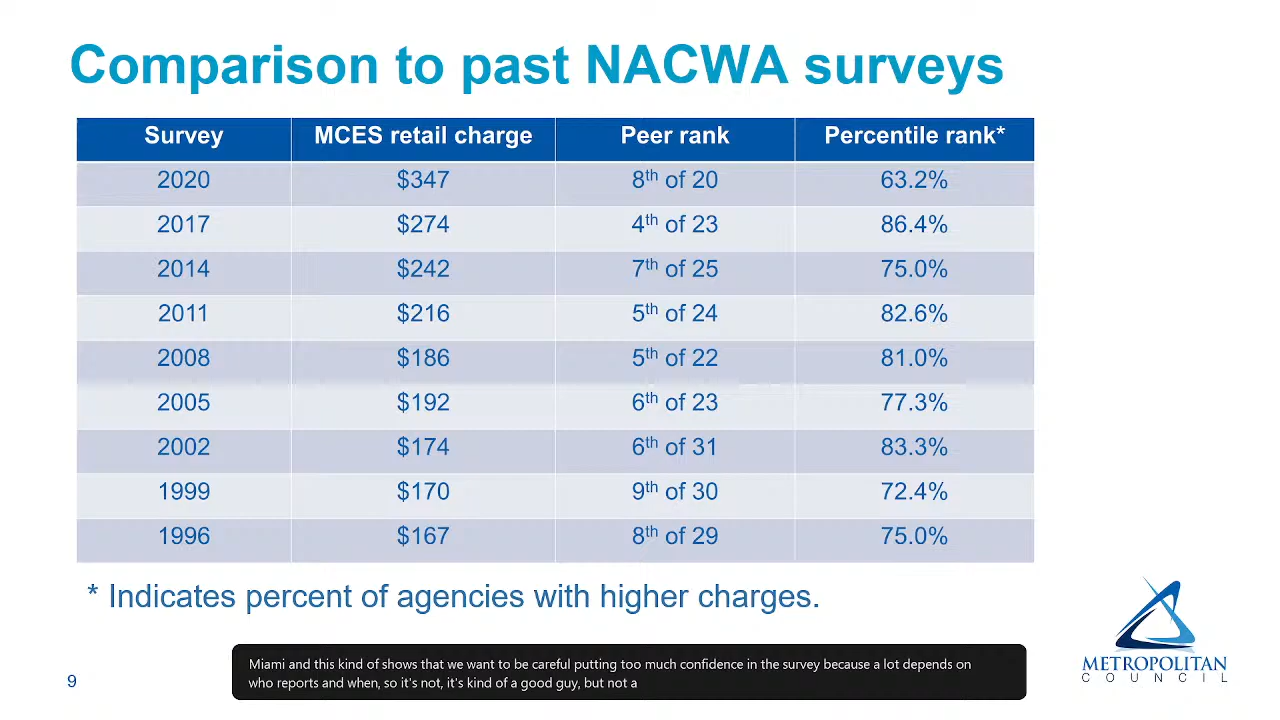 Comparison to past NACWA surveys
Survey MCES retail charge Peer rank Percentile rank*
2020 $347 8th of 20 63.2%
2017 $274 4th of 23 86.4%
2014 $242 7th of 25 75.0%
2011 $216 5th of 24 82.6%
2008 $186 5th of 22 81.0%
2005 $192 6th of 23 77.3%
2002 $174 6th of 31 83.3%
1999 $170 9th of 30 72.4%
1996 $167 8th of 29 75.0%
* Indicates percent of agencies with higher charges.
Miami and this kind of shows that we want to be careful putting too much confidence in the survey because a lot depends on
who reports and when, so it's not, it's kind of a good guy, but not a
9
METROPOLITAN
COUNCIL